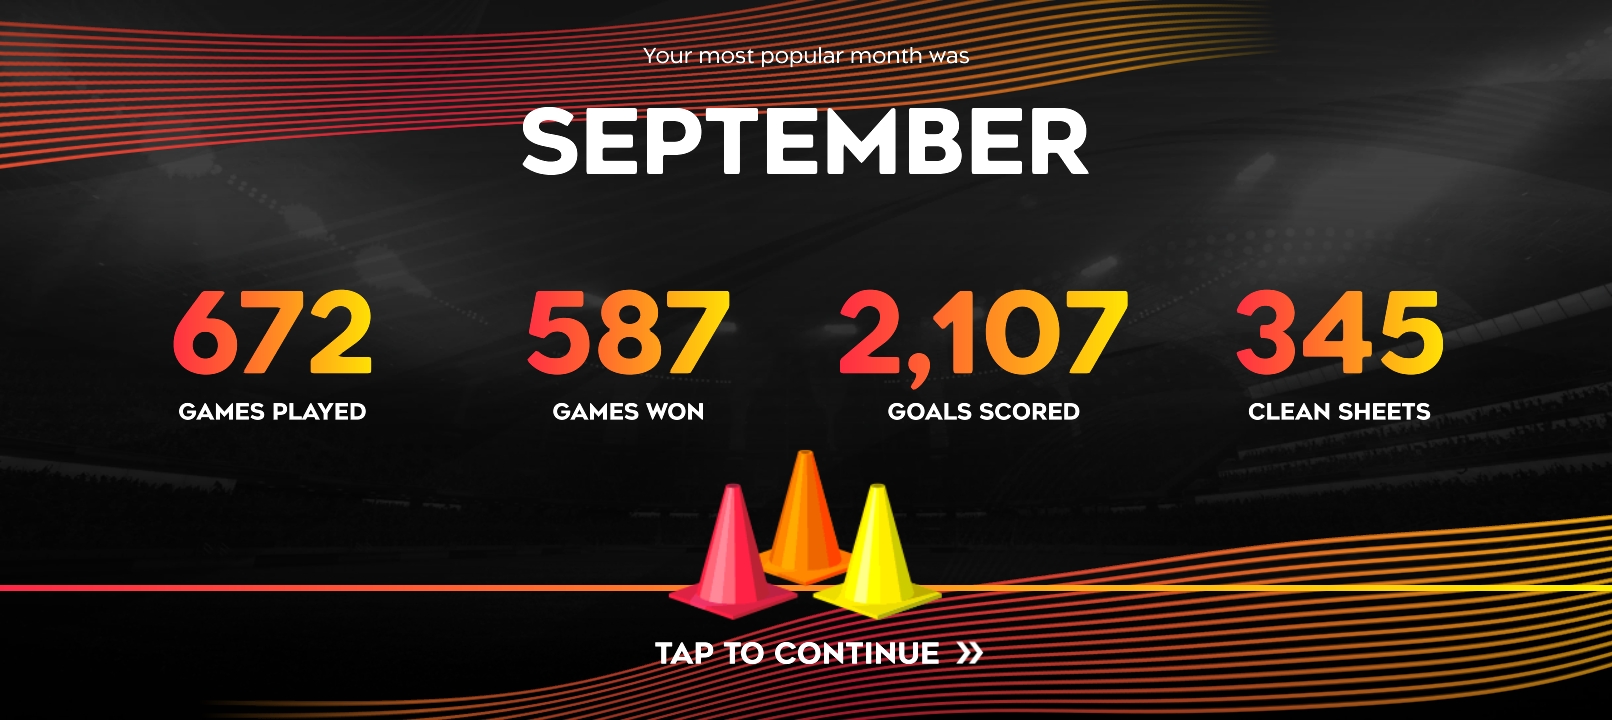 Your most popular month was
SEPTEMBER
672 587 2,107 345
GAMES PLAYED GAMES WON GOALS SCORED CLEAN SHEETS
TAP TO CONTINUE